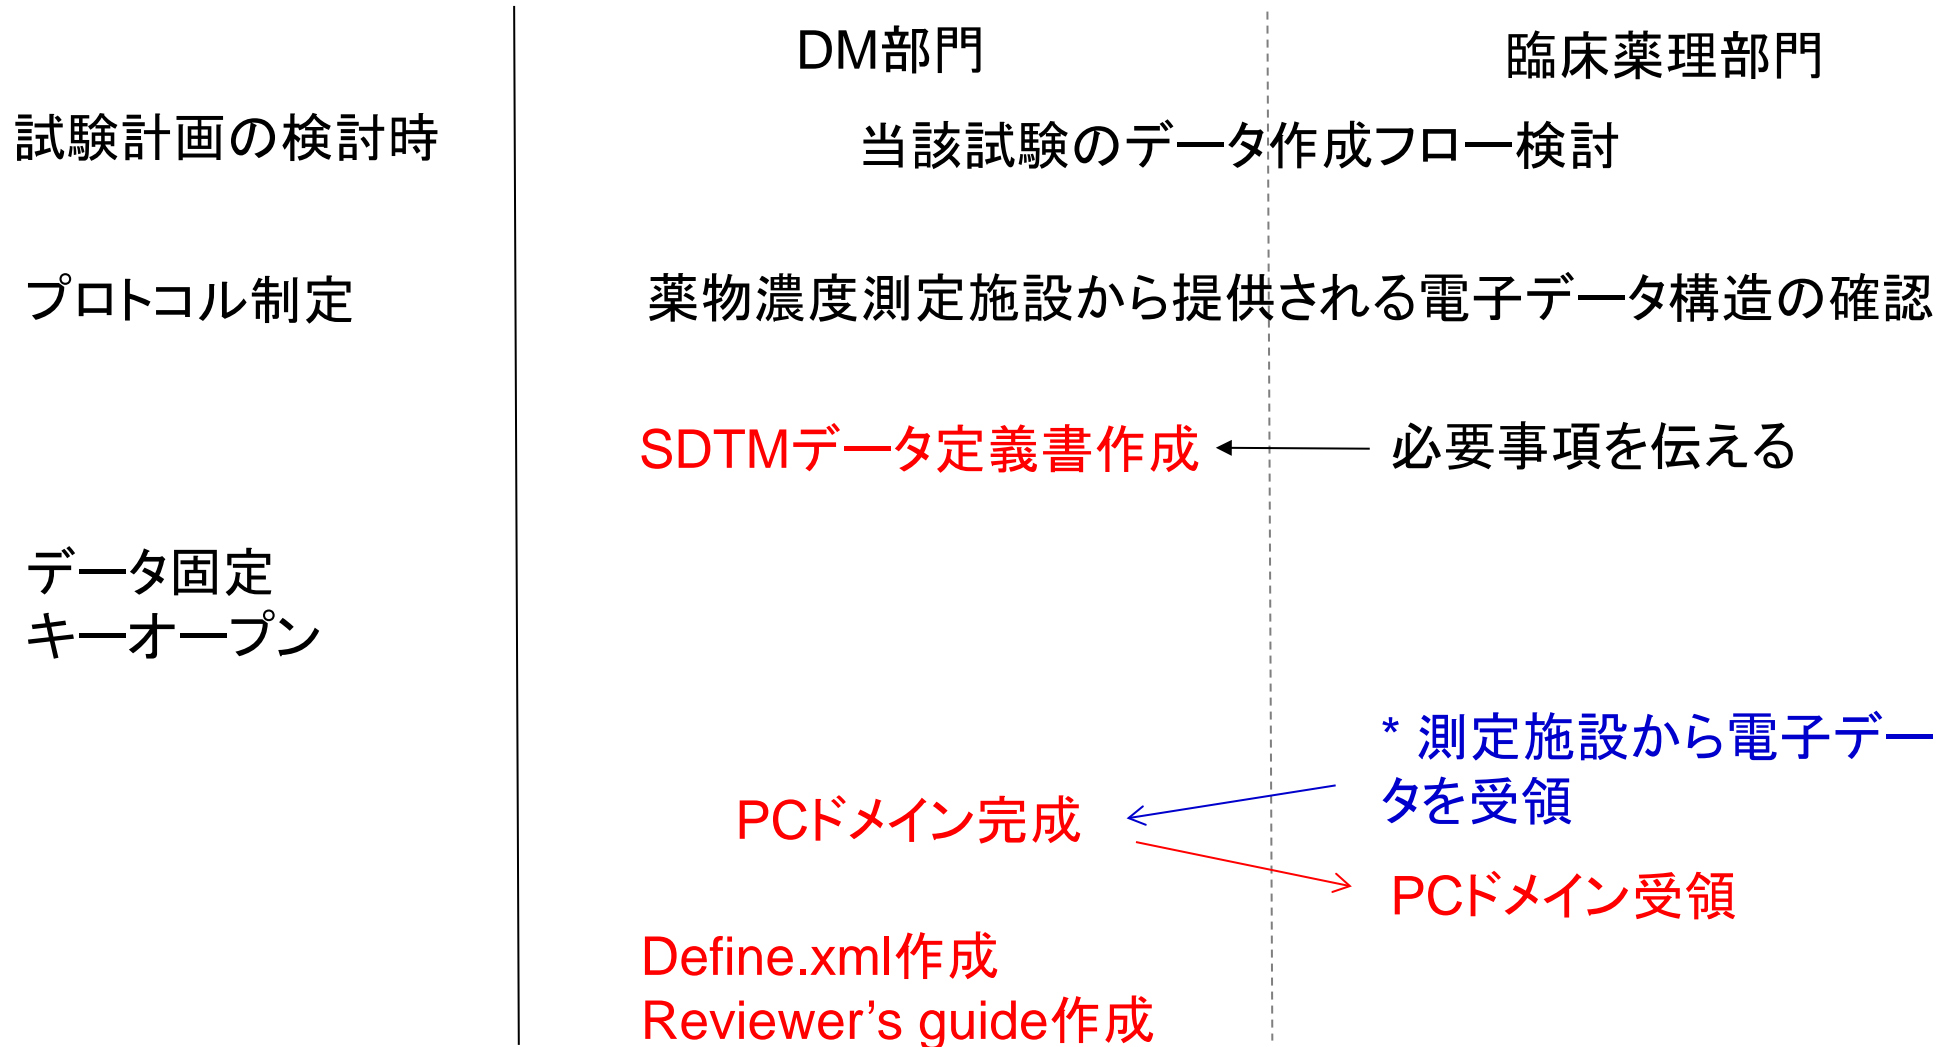 DM部門
臨床薬理部門
試験計画の検討時
当該試験のデータ作成フロー検討
プロトコル制定
薬物濃度測定施設から提供される電子データ構造の確認
SDTMデータ定義書作成
必要事項を伝える
データ固定
キーオープン
* 測定施設から電子デー
タを受領
PCドメイン完成
PCドメイン受領
Define.xml作成
Reviewer’s guide作成